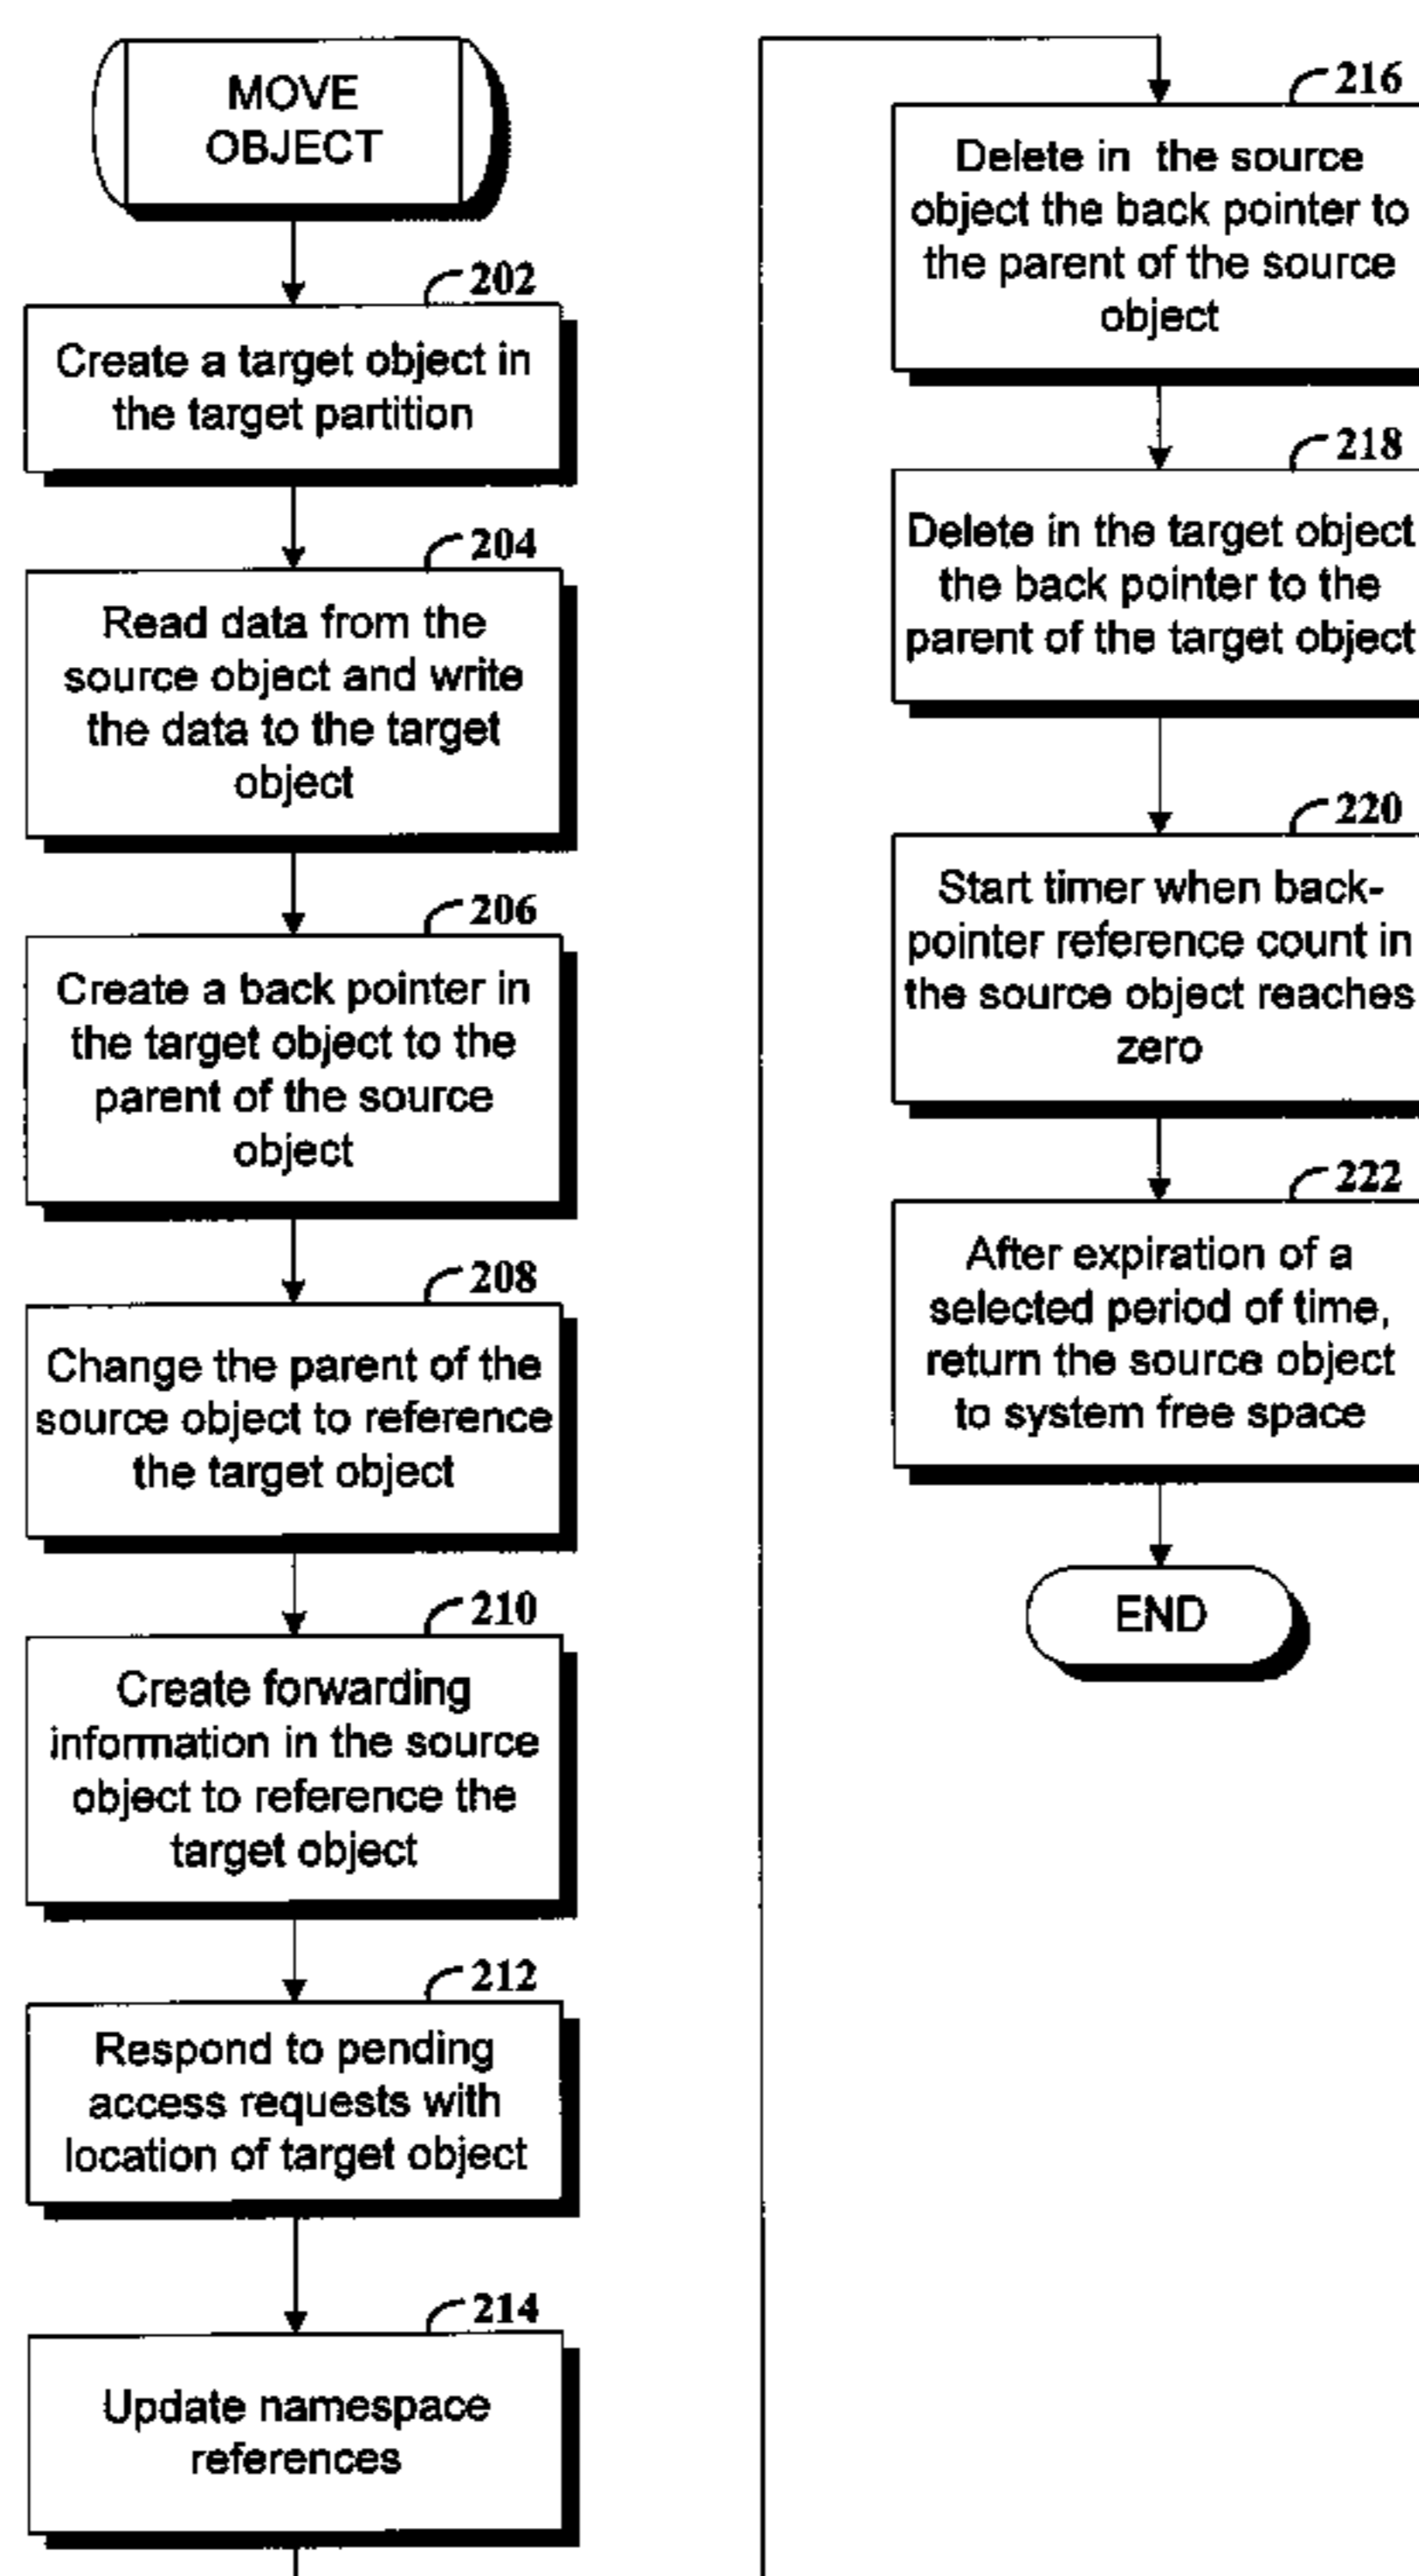 MOVE
OBJECT
202
Create a target object in
the target partition
204
Read data from the
source object and write
the data to the target
object
206
Create a back pointer in
the target object to the
parent of the source
object
208
Change the parent of the
source object to reference
the target object
210
Create forwarding
information in the source
object to reference the
target object
212
Respond to pending
access requests with
location of target object
214
Update namespace
references
216
Delete in the source
object the back pointer to
the parent of the source
object
218
Delete in the target object
the back pointer to the
parent of the target object
220
Start timer when back-
pointer reference count in
the source object reaches
zero
222
After expiration of a
selected period of time,
return the source object
to system free space
END